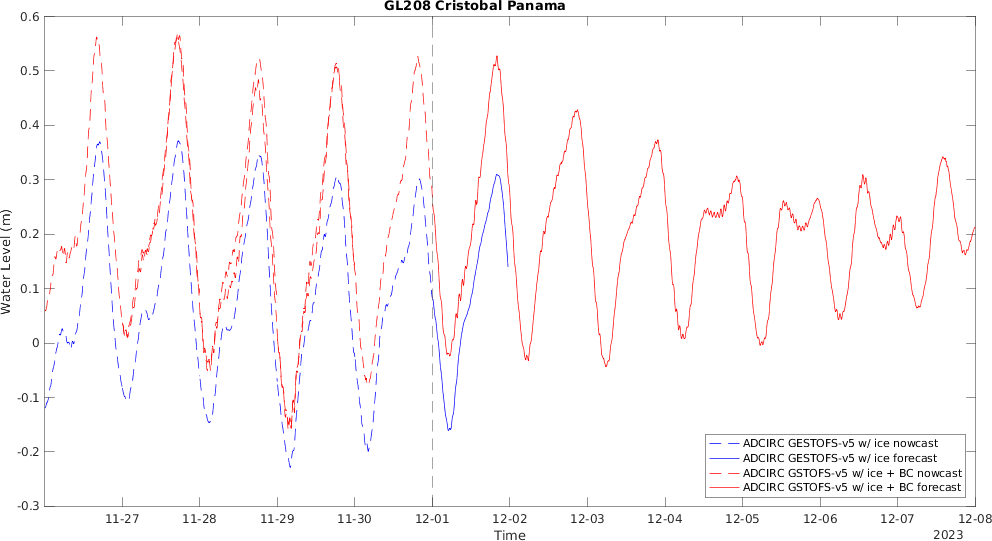 GL208 Cristobal Panama
0.6
0.5
0.4
0.3
0.2
0.1
0
-0.1
-0.2
-0.3
Water Level (m)
11-27 11-28 11-29 11-30 12-01 12-02 12-03 12-04 12-05 12-06 12-07 12-08
Time
2023
ADCIRC GESTOFS-v5 w/ ice nowcast
ADCIRC GESTOFS-v5 w/ ice forecast
ADCIRC GSTOFS-v5 w/ ice + BC nowcast
ADCIRC GSTOFS-v5 w/ ice + BC forecast